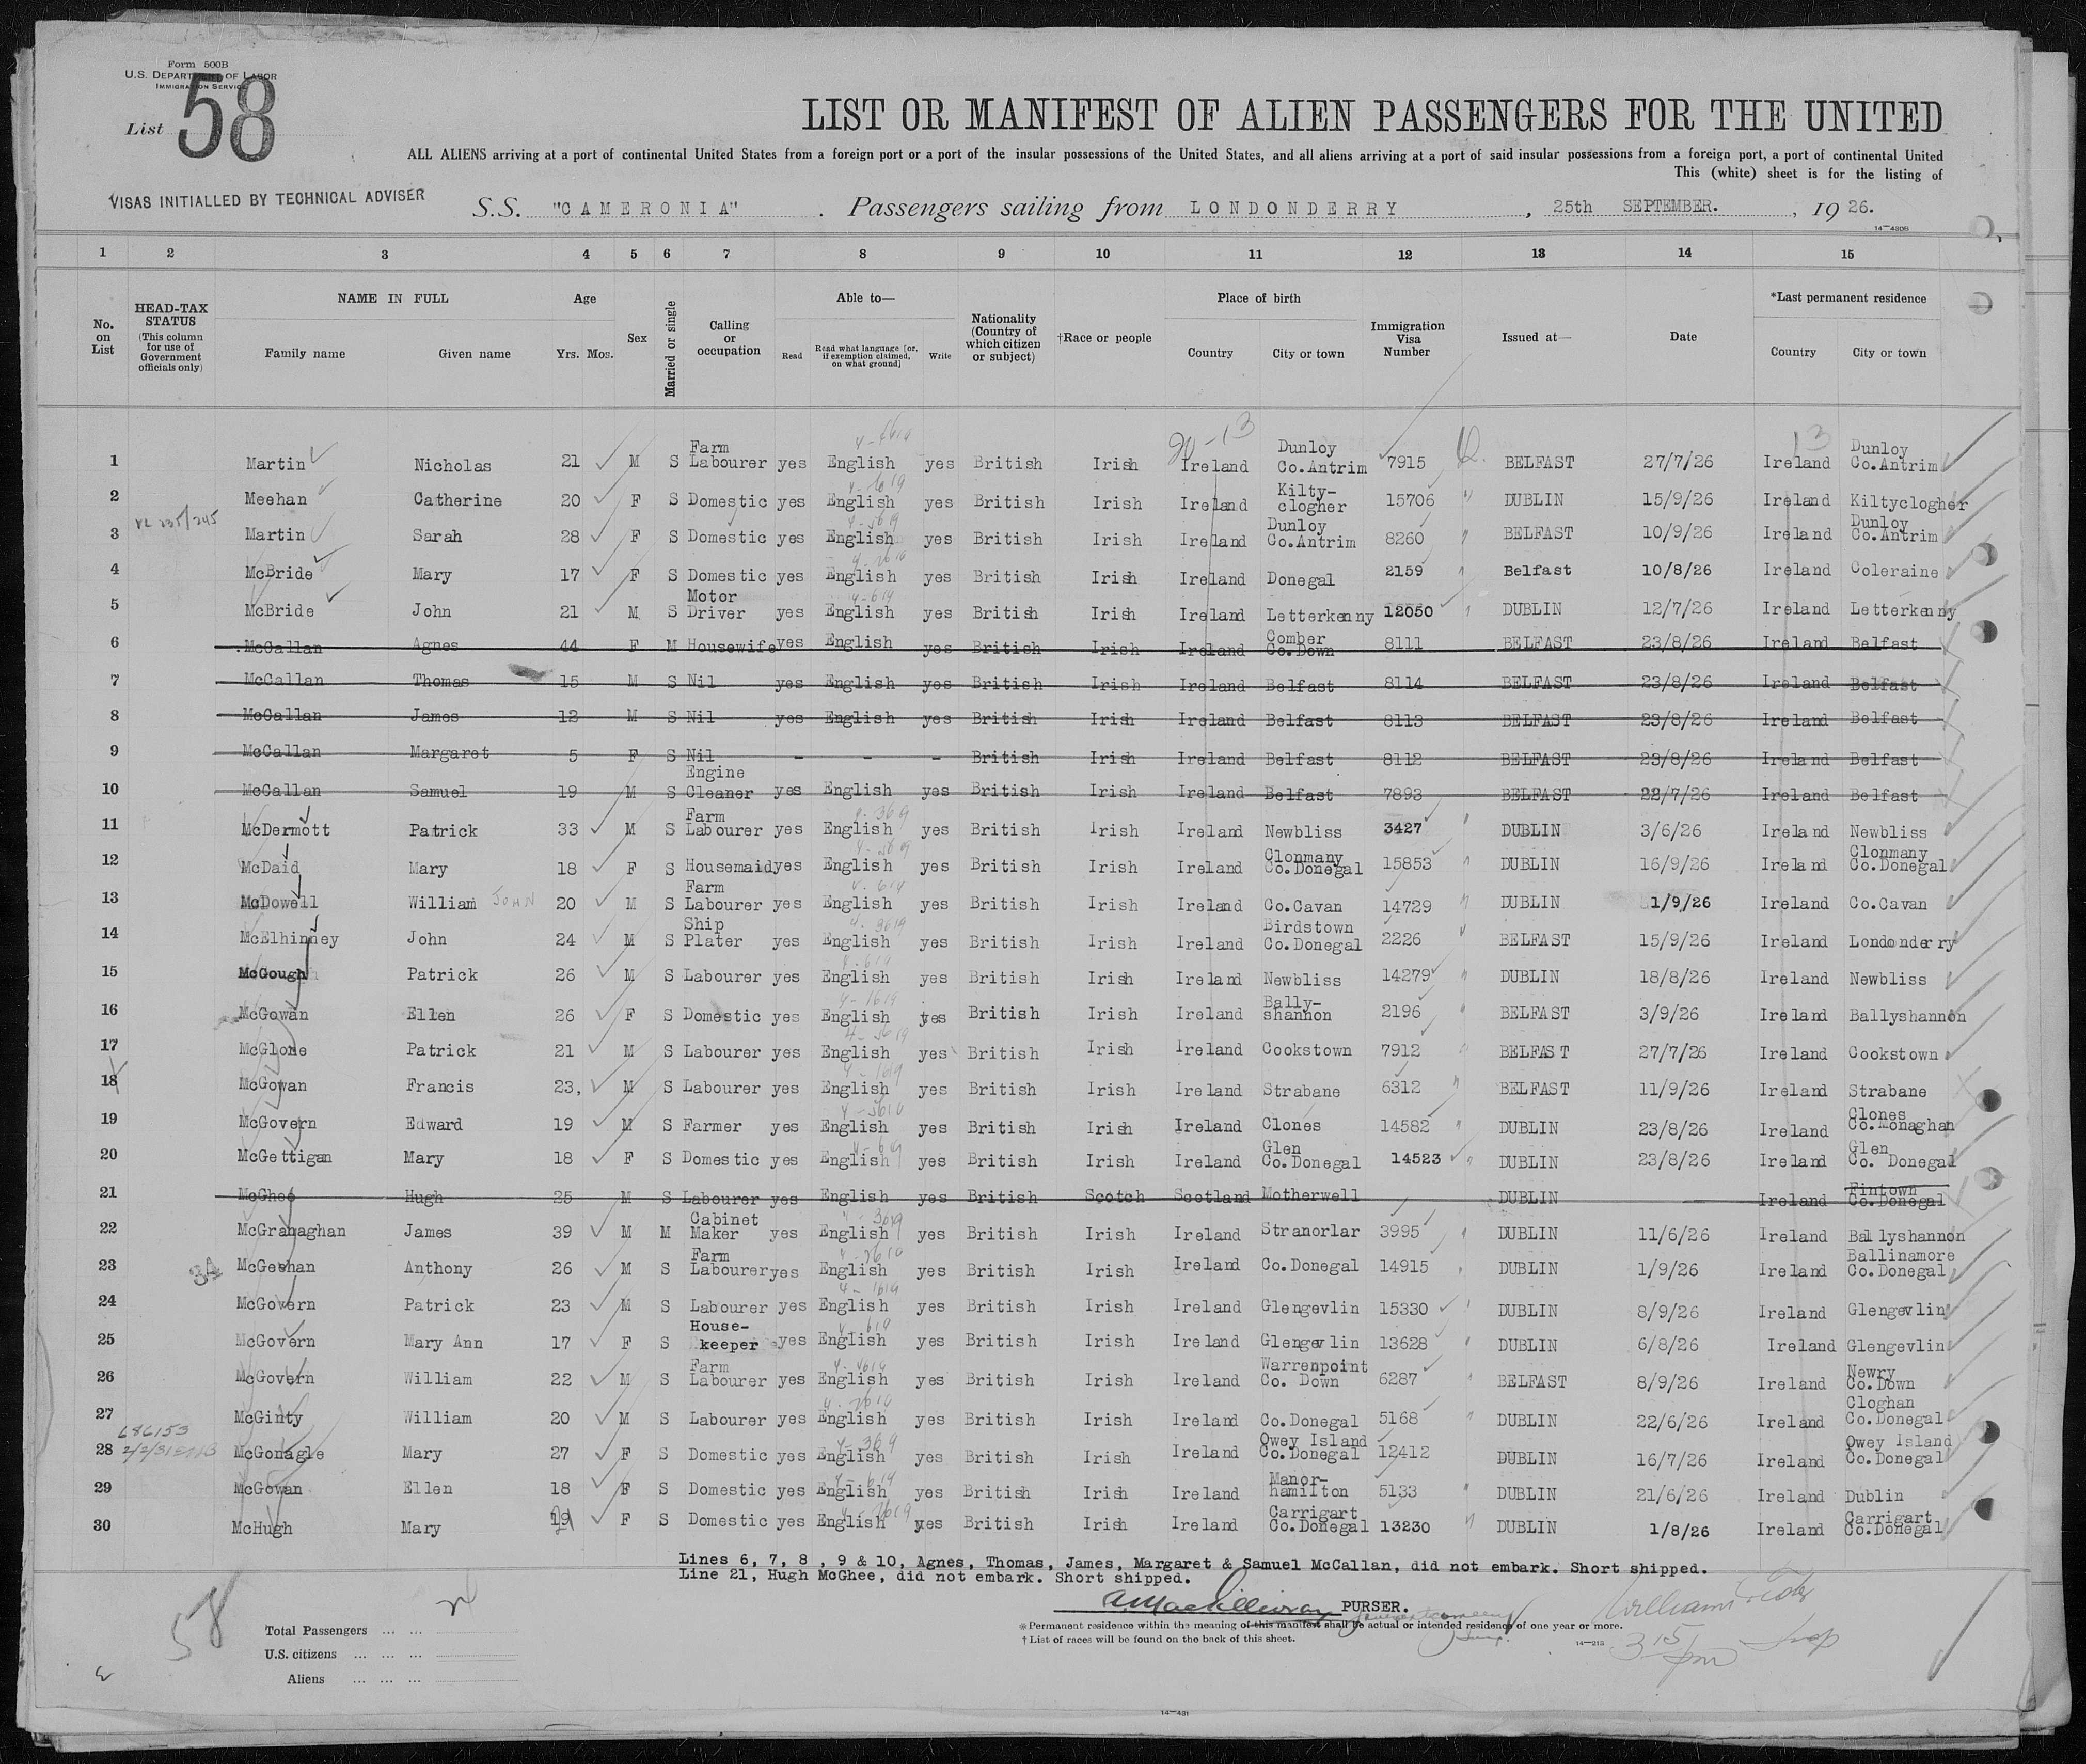 Form 500B
U.S. DEPARTMENT OF LABOR
IMMIGRATION SERVICE
List 58
LIST OR MANIFEST OF ALIEN PASSENGERS FOR THE UNITED
ALL ALIENS arriving at a port of continental United States from a foreign port or a port of the insular possessions of the United States, and all aliens arriving at a port of said insular possessions from a foreign port, a port of continental United
This (white) sheet is for the listing of
VISAS INITIALLED BY TECHNICAL ADVISER
S.S. "CAMERONIA". Passengers sailing from LONDONDERRY, 25th SEPTEMBER., 19 26.
14—430B
1 2 3 4 5 6 7 8 9 10 11 12 13 14 15
No. on List
HEAD-TAX STATUS (This column for use of Government officials only)
NAME IN FULL Family name Given name
Age Yrs. Mos.
Sex
Married or single
Calling or occupation
Able to— Read Read what language [or, if exemption claimed, on what ground] Write
Nationality (Country of which citizen or subject)
†Race or people
Place of birth Country City or town
Immigration Visa Number
Issued at—
Date
*Last permanent residence Country City or town
1 Martin Nicholas 21 M S Farm Labourer yes English yes British Irish Ireland Dunloy Co.Antrim 7915 BELFAST 27/7/26 Ireland Dunloy Co.Antrim
2 Meehan Catherine 20 F S Domestic yes English yes British Irish Ireland Kilty-clogher 15706 " DUBLIN 15/9/26 Ireland Kiltyclogher
3 Martin Sarah 28 F S Domestic yes English yes British Irish Ireland Dunloy Co.Antrim 8260 " BELFAST 10/9/26 Ireland Dunloy Co.Antrim
4 McBride Mary 17 F S Domestic yes English yes British Irish Ireland Donegal 2159 " Belfast 10/8/26 Ireland Coleraine
5 McBride John 21 M S Motor Driver yes English yes British Irish Ireland Letterkenny 12050 " DUBLIN 12/7/26 Ireland Letterkenny
6 McCallan Agnes 44 F M Housewife yes English yes British Irish Ireland Comber Co.Down 8111 BELFAST 23/8/26 Ireland Belfast
7 McCallan Thomas 15 M S Nil yes English yes British Irish Ireland Belfast 8114 BELFAST 23/8/26 Ireland Belfast
8 McCallan James 12 M S Nil yes English yes British Irish Ireland Belfast 8113 BELFAST 23/8/26 Ireland Belfast
9 McCallan Margaret 5 F S Nil - - - British Irish Ireland Belfast 8112 BELFAST 23/8/26 Ireland Belfast
10 McCallan Samuel 19 M S Engine Cleaner yes English yes British Irish Ireland Belfast 7893 BELFAST 22/7/26 Ireland Belfast
11 McDermott Patrick 33 M S Farm Labourer yes English yes British Irish Ireland Newbliss 3427 " DUBLIN 3/6/26 Ireland Newbliss
12 McDaid Mary 18 F S Housemaid yes English yes British Irish Ireland Clonmany Co.Donegal 15853 " DUBLIN 16/9/26 Ireland Clonmany Co.Donegal
13 McDowell William JOHN 20 M S Farm Labourer yes English yes British Irish Ireland Co.Cavan 14729 " DUBLIN 1/9/26 Ireland Co.Cavan
14 McElhinney John 24 M S Ship Plater yes English yes British Irish Ireland Birdstown Co.Donegal 2226 " BELFAST 15/9/26 Ireland Londonderry
15 McGough Patrick 26 M S Labourer yes English yes British Irish Ireland Newbliss 14279 " DUBLIN 18/8/26 Ireland Newbliss
16 McGowan Ellen 26 F S Domestic yes English yes British Irish Ireland Bally-shannon 2196 " BELFAST 3/9/26 Ireland Ballyshannon
17 McGlone Patrick 21 M S Labourer yes English yes British Irish Ireland Cookstown 7912 " BELFAST 27/7/26 Ireland Cookstown
18 McGowan Francis 23, M S Labourer yes English yes British Irish Ireland Strabane 6312 " BELFAST 11/9/26 Ireland Strabane
19 McGovern Edward 19 M S Farmer yes English yes British Irish Ireland Clones 14582 " DUBLIN 23/8/26 Ireland Clones Co.Monaghan
20 McGettigan Mary 18 F S Domestic yes English yes British Irish Ireland Glen Co.Donegal 14523 " DUBLIN 23/8/26 Ireland Glen Co. Donegal
21 McGhee Hugh 25 M S Labourer yes English yes British Scotch Scotland Motherwell DUBLIN — Ireland Fintown Co.Donegal
22 McGranaghan James 39 M M Cabinet Maker yes English yes British Irish Ireland Stranorlar 3995 " DUBLIN 11/6/26 Ireland Ballyshannon
23 McGeehan Anthony 26 M S Farm Labourer yes English yes British Irish Ireland Co.Donegal 14915 " DUBLIN 1/9/26 Ireland Ballinamore Co.Donegal
24 McGovern Patrick 23 M S Labourer yes English yes British Irish Ireland Glengevlin 15330 " DUBLIN 8/9/26 Ireland Glengevlin
25 McGovern Mary Ann 17 F S House-keeper yes English yes British Irish Ireland Glengevlin 13628 " DUBLIN 6/8/26 Ireland Glengevlin
26 McGovern William 22 M S Farm Labourer yes English yes British Irish Ireland Warrenpoint Co. Down 6287 BELFAST 8/9/26 Ireland Newry Co.Down
27 McGinty William 20 M S Labourer yes English yes British Irish Ireland Co.Donegal 5168 " DUBLIN 22/6/26 Ireland Cloghan Co.Donegal
686153
28 McGonagle Mary 27 F S Domestic yes English yes British Irish Ireland Owey Island Co.Donegal 12412 DUBLIN 16/7/26 Ireland Owey Island Co.Donegal
29 McGowan Ellen 18 F S Domestic yes English yes British Irish Ireland Manor-hamilton 5133 " DUBLIN 21/6/26 Ireland Dublin
30 McHugh Mary 19 21 F S Domestic yes English yes British Irish Ireland Carrigart Co.Donegal 13230 " DUBLIN 1/8/26 Ireland Carrigart Co.Donegal
Lines 6, 7, 8 , 9 & 10, Agnes, Thomas, James, Margaret & Samuel McCallan, did not embark. Short shipped.
Line 21, Hugh McGhee, did not embark. Short shipped.
A. MacGillivray PURSER.
* Permanent residence within the meaning of this manifest shall be actual or intended residence of one year or more.
† List of races will be found on the back of this sheet.
14—213
58
Total Passengers ... ...
U.S. citizens ... ... ...
Aliens ... ... ...
14—431